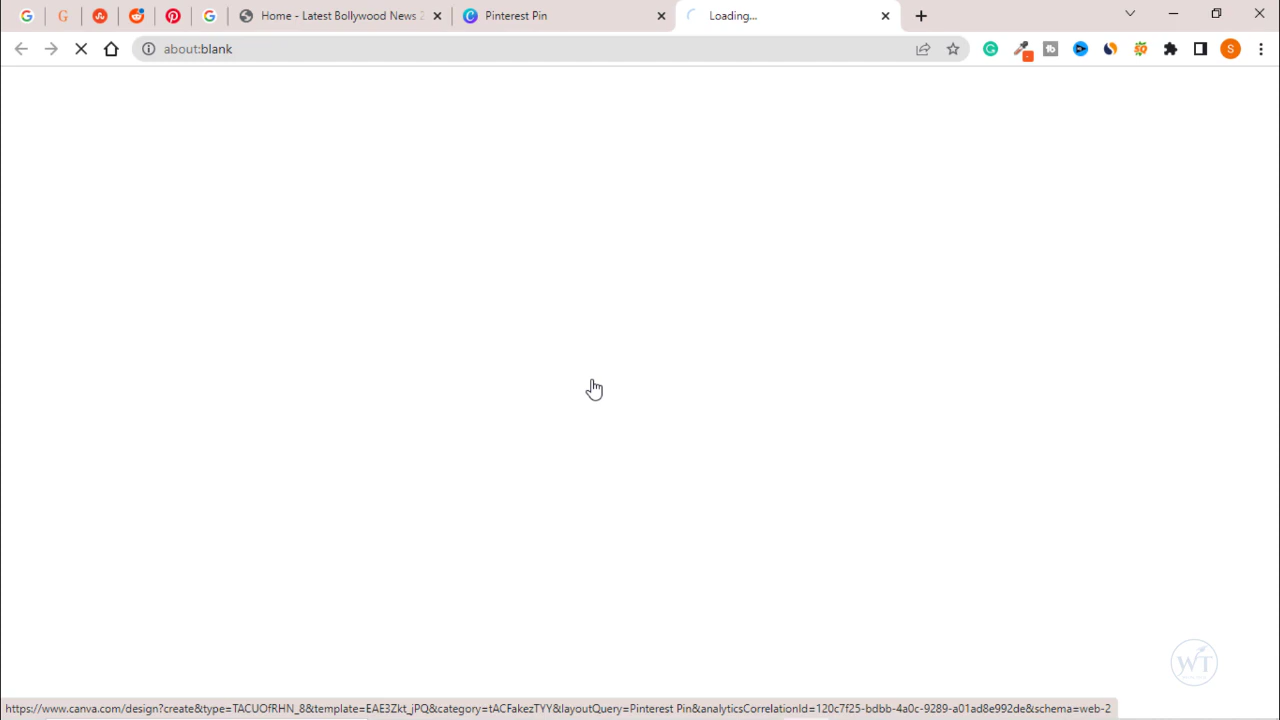 Home - Latest Bollywood News
Pinterest Pin
Loading...
about:blank
S
WT
https://www.canva.com/design?create&type=TACUOfRHN_8&template=EAE3Zkt_jPQ&category=tACFakezTYY&layoutQuery=Pinterest Pin&analyticsCorrelationId=120c7f25-bdbb-4a0c-9289-a01ad8e992de&schema=web-2